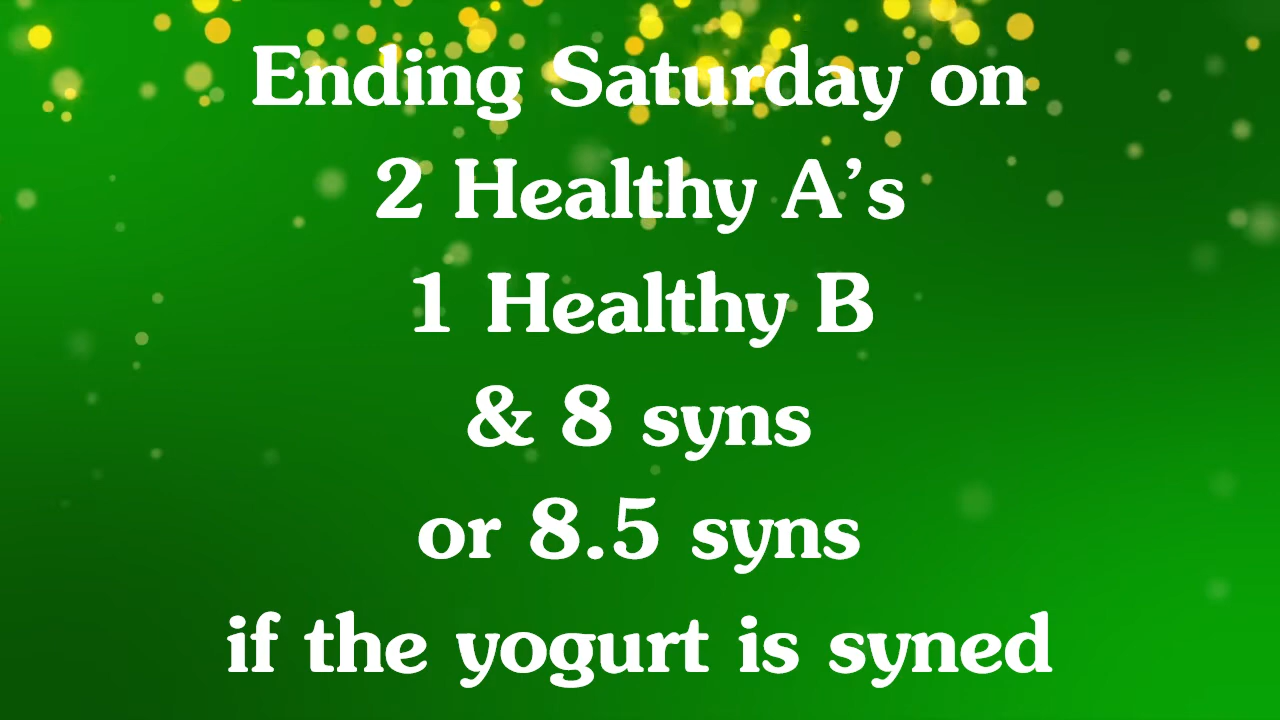 Ending Saturday on
2 Healthy A’s
1 Healthy B
& 8 syns
or 8.5 syns
if the yogurt is syned